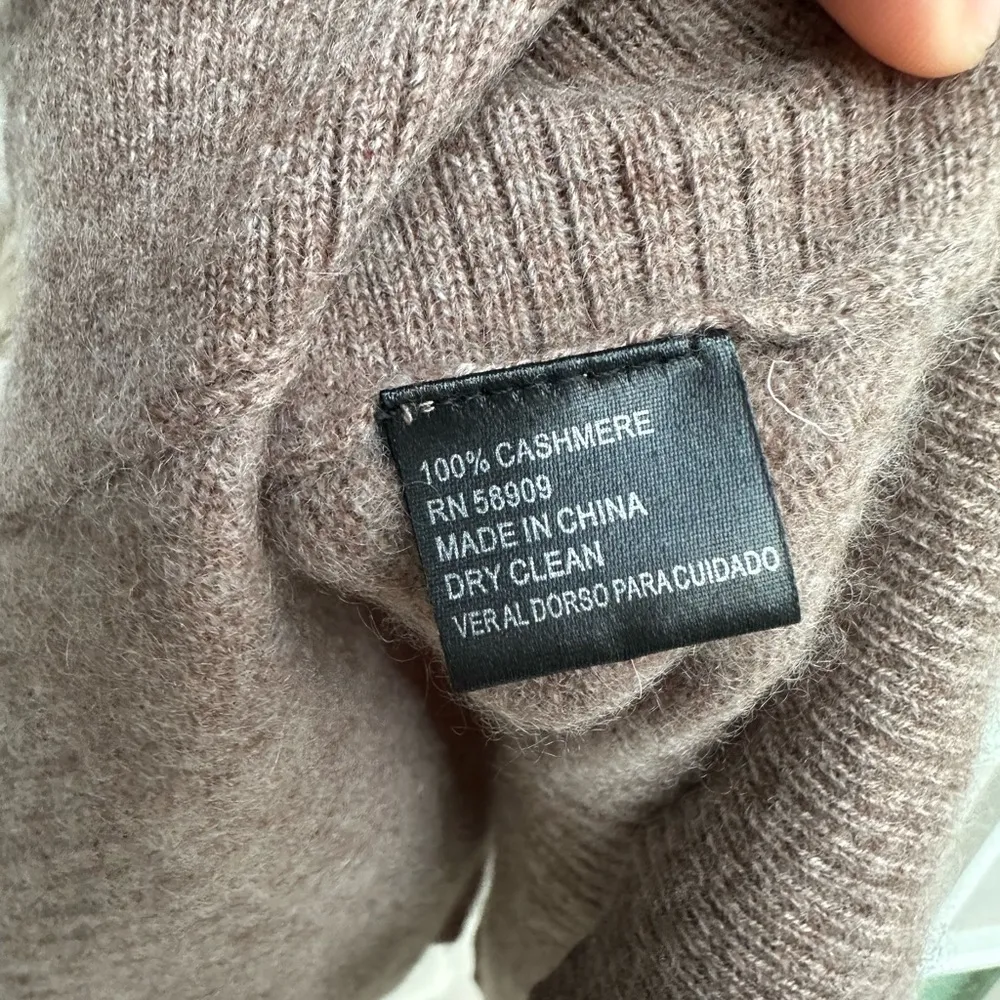 100% CASHMERE
RN 58909
MADE IN CHINA
DRY CLEAN
VER AL DORSO PARA CUIDADO